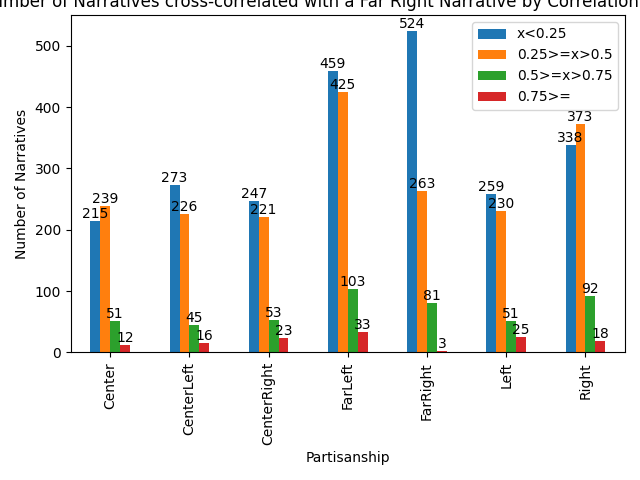 mber of Narratives cross-correlated with a Far Right Narrative by Correlation
524
x<0.25
0.25>=x>0.5
0.5>=x>0.75
0.75>=
500
459
425
400
373
338
300
273
263
259
247
239
230
226
221
215
200
103
92
100
81
51
45
53
51
12
16
23
33
3
25
18
0
Number of Narratives
Center
CenterLeft
CenterRight
FarLeft
FarRight
Left
Right
Partisanship